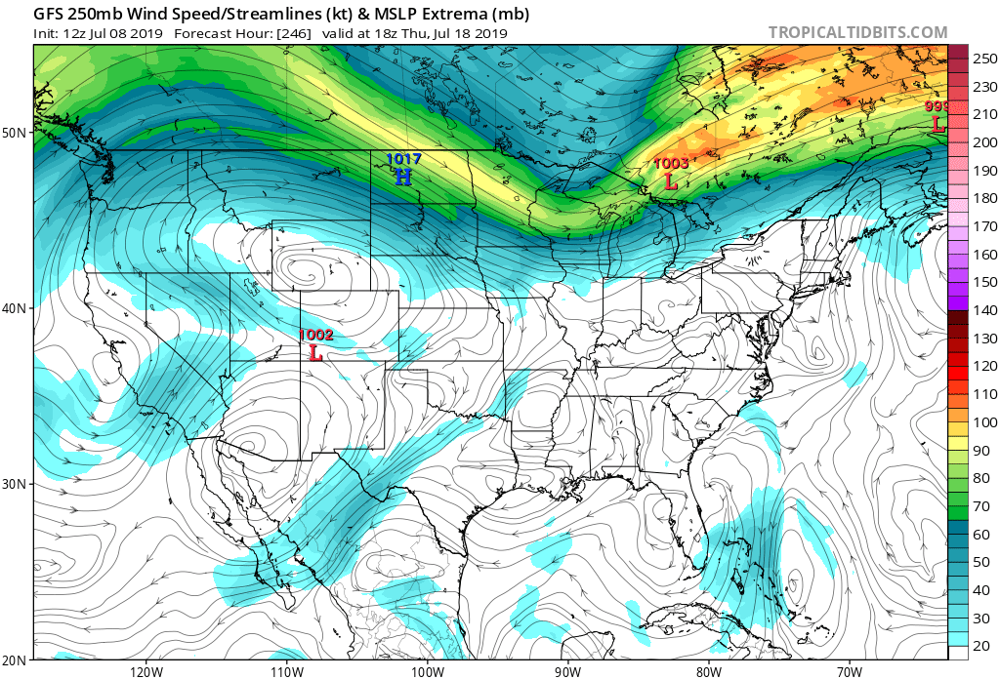 GFS 250mb Wind Speed/Streamlines (kt) & MSLP Extrema (mb)
Init: 12z Jul 08 2019 Forecast Hour: [246] valid at 18z Thu, Jul 18 2019
TROPICALTIDBITS.COM
50N
40N
30N
20N
120W
110W
100W
90W
80W
70W
1017
H
1003
L
999
L
1002
L
250
230
210
200
190
180
170
160
150
140
130
120
110
100
90
80
70
60
50
40
30
20